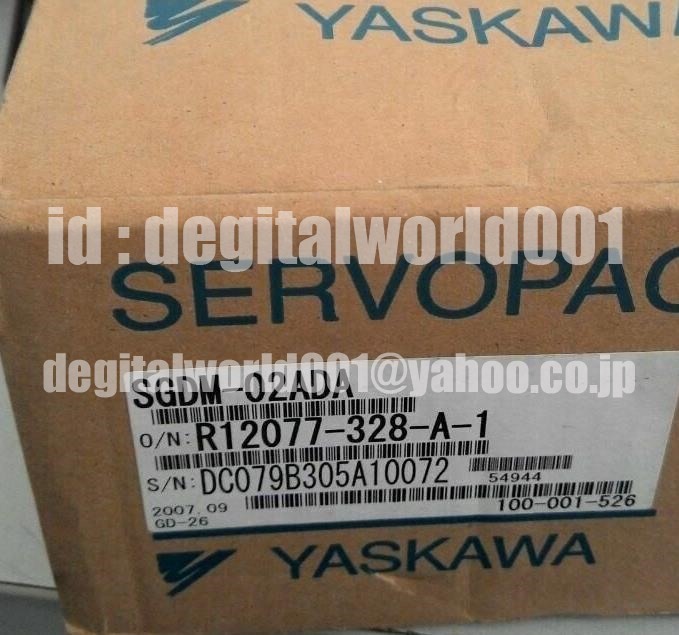 YASKAW
id : degitalworld001
SERVOPAC
degitalworld001@yahoo.co.jp
SGDM-02ADA
O/N: R12077-328-A-1
S/N: DC079B305A10072
54944
2007.09
100-001-526
GD-26
YASKAWA